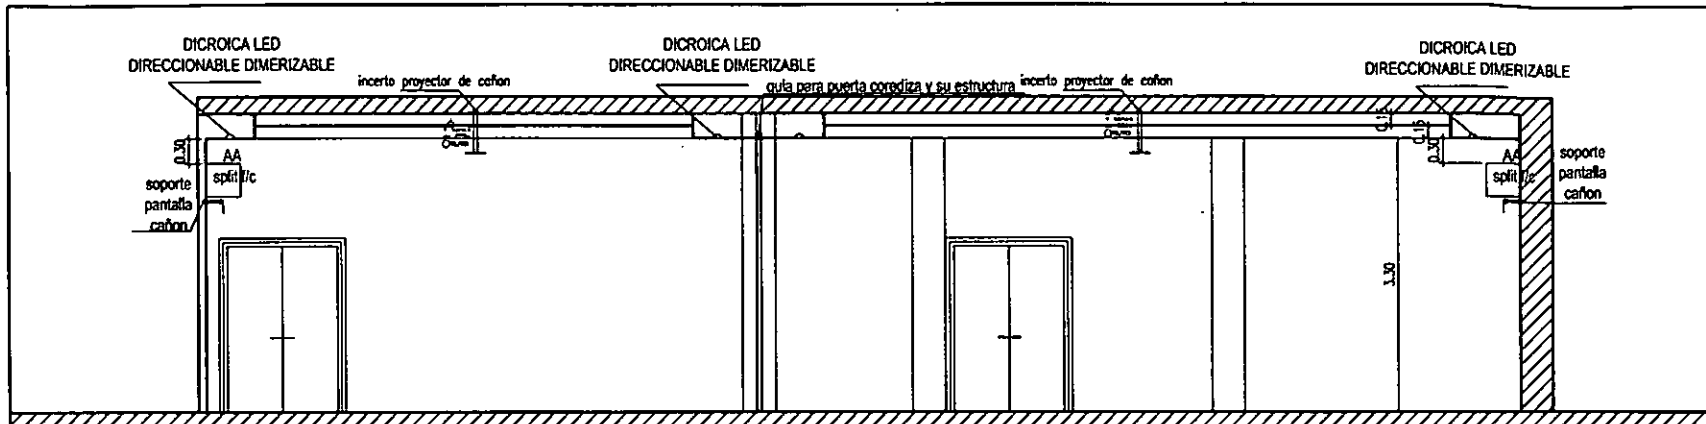 DICROICA LED
DIRECCIONABLE DIMERIZABLE
incerto proyector de cañon
DICROICA LED
DIRECCIONABLE DIMERIZABLE
guia para puerta corediza y su estructura
incerto proyector de cañon
DICROICA LED
DIRECCIONABLE DIMERIZABLE
0.30
AA
split f/c
soporte
pantalla
cañon
0.15
0.15
0.30
AA
split f/c
soporte
pantalla
cañon
3.30